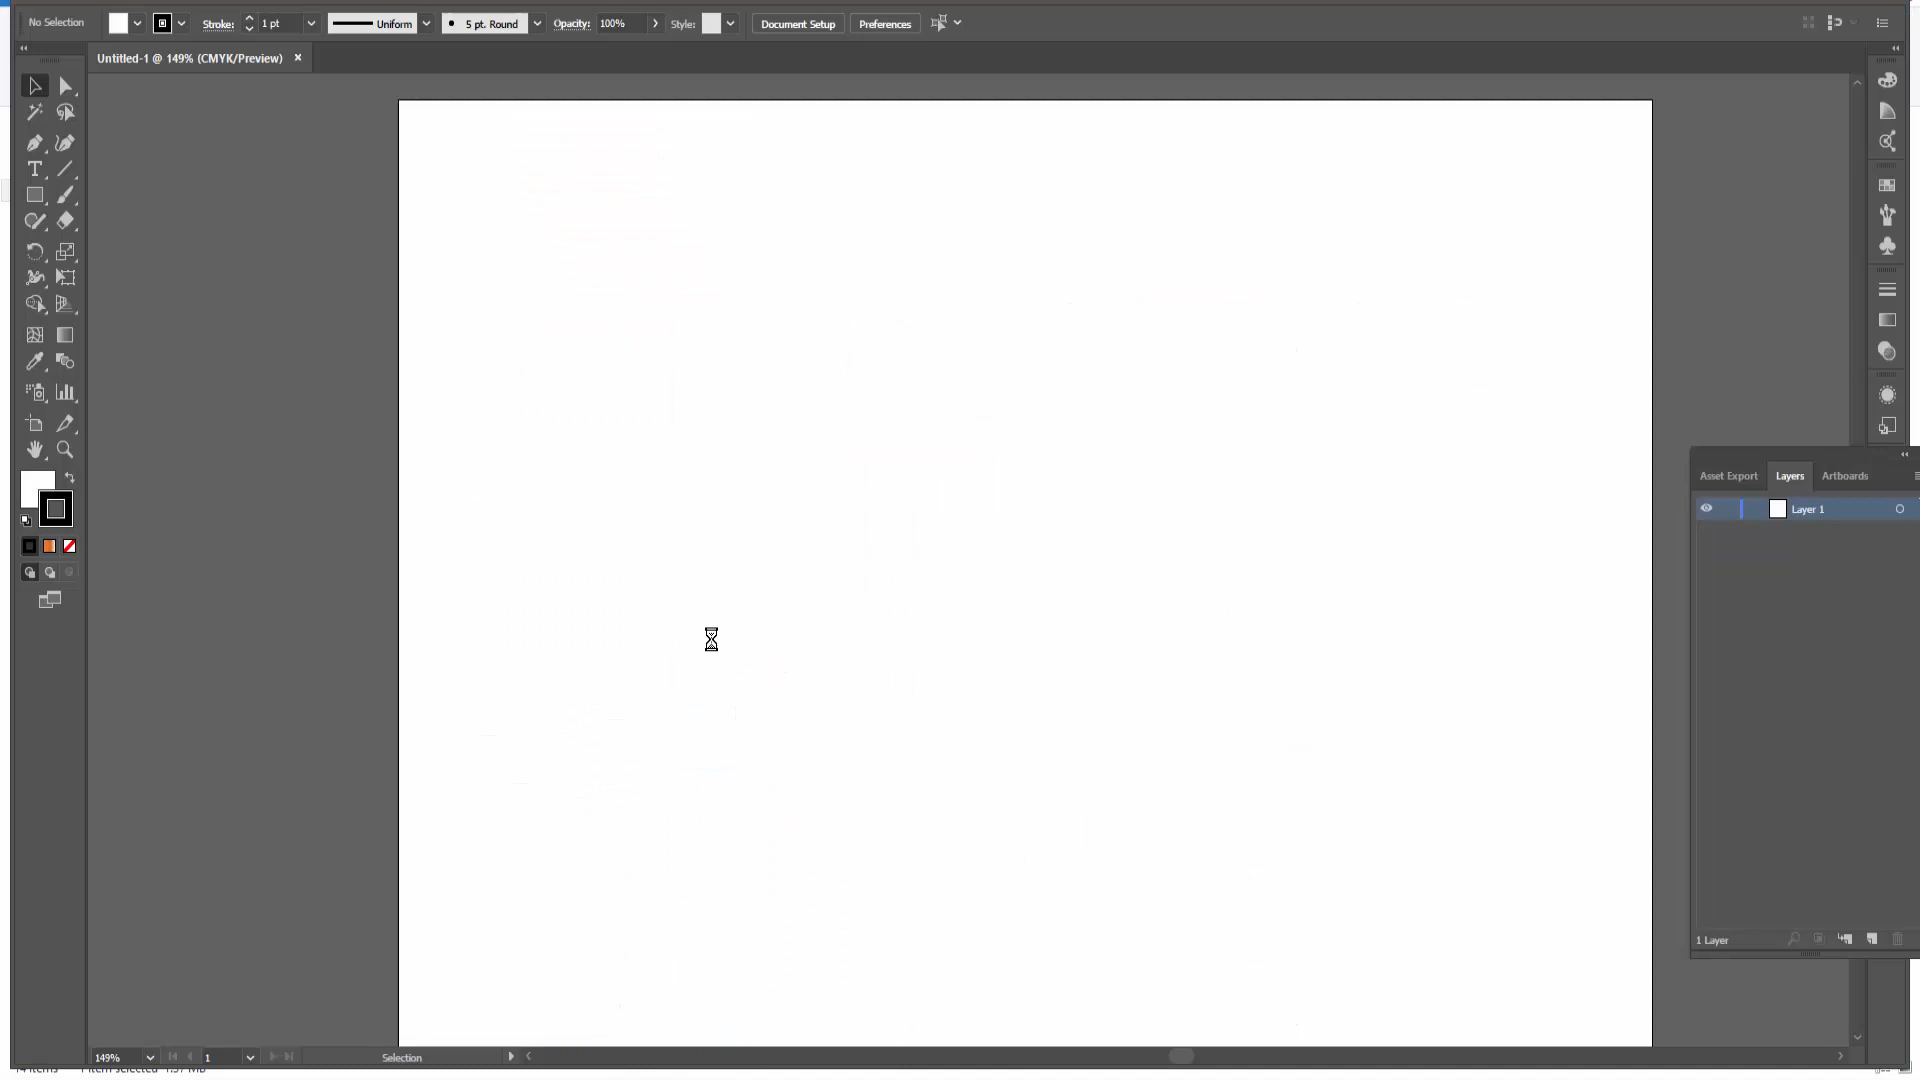 No Selection Stroke: 1 pt Uniform 5 pt. Round Opacity: 100% Style: Document Setup Preferences
Untitled-1 @ 149% (CMYK/Preview) ×
Asset Export Layers Artboards
Layer 1
1 Layer
149% 1 Selection